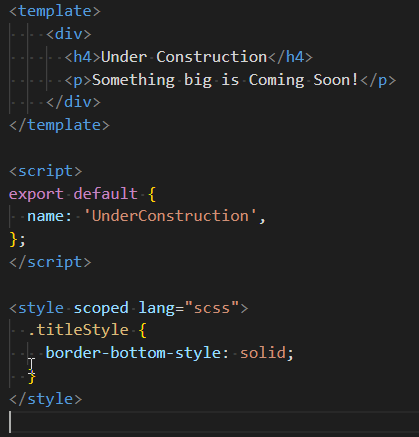 <template>
    <div>
      <h4>Under Construction</h4>
      <p>Something big is Coming Soon!</p>
    </div>
</template>

<script>
export default {
  name: 'UnderConstruction',
};
</script>

<style scoped lang="scss">
  .titleStyle {
    border-bottom-style: solid;
  }
</style>